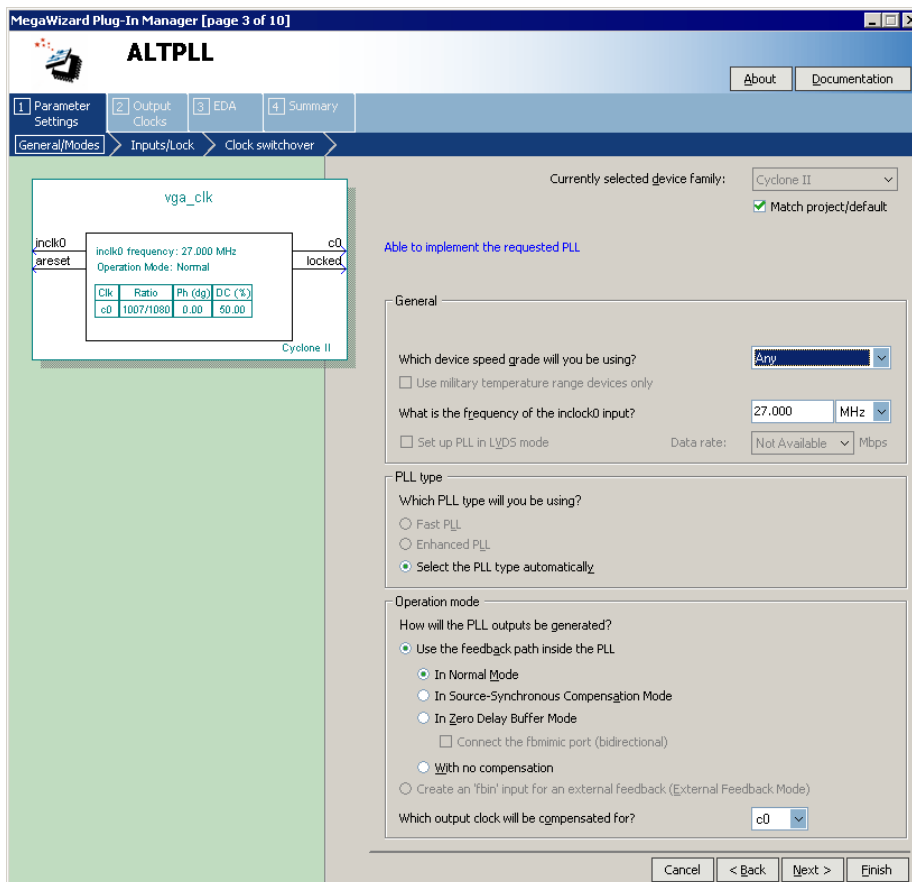 MegaWizard Plug-In Manager [page 3 of 10]
ALTPLL
About
Documentation
1 Parameter Settings
2 Output Clocks
3 EDA
4 Summary
General/Modes
Inputs/Lock
Clock switchover
vga_clk
inclk0
areset
c0
locked
inclk0 frequency: 27.000 MHz
Operation Mode: Normal
Clk Ratio Ph (dg) DC (%)
c0 1007/1080 0.00 50.00
Cyclone II
Currently selected device family:
Cyclone II
Match project/default
Able to implement the requested PLL
General
Which device speed grade will you be using?
Any
Use military temperature range devices only
What is the frequency of the inclock0 input?
27.000
MHz
Set up PLL in LVDS mode
Data rate:
Not Available
Mbps
PLL type
Which PLL type will you be using?
Fast PLL
Enhanced PLL
Select the PLL type automatically
Operation mode
How will the PLL outputs be generated?
Use the feedback path inside the PLL
In Normal Mode
In Source-Synchronous Compensation Mode
In Zero Delay Buffer Mode
Connect the fbmimic port (bidirectional)
With no compensation
Create an 'fbin' input for an external feedback (External Feedback Mode)
Which output clock will be compensated for?
c0
Cancel
< Back
Next >
Finish